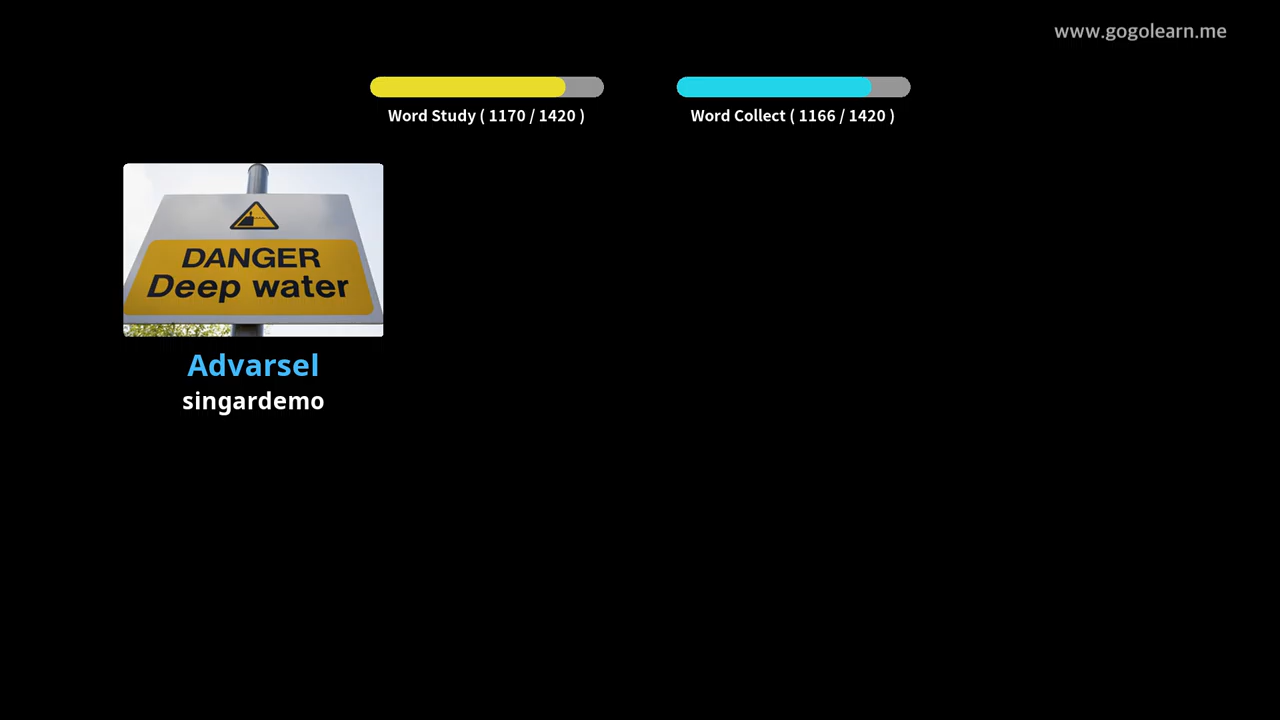 www.gogolearn.me
Word Study ( 1170 / 1420 )
Word Collect ( 1166 / 1420 )
DANGER
Deep water
Advarsel
singardemo